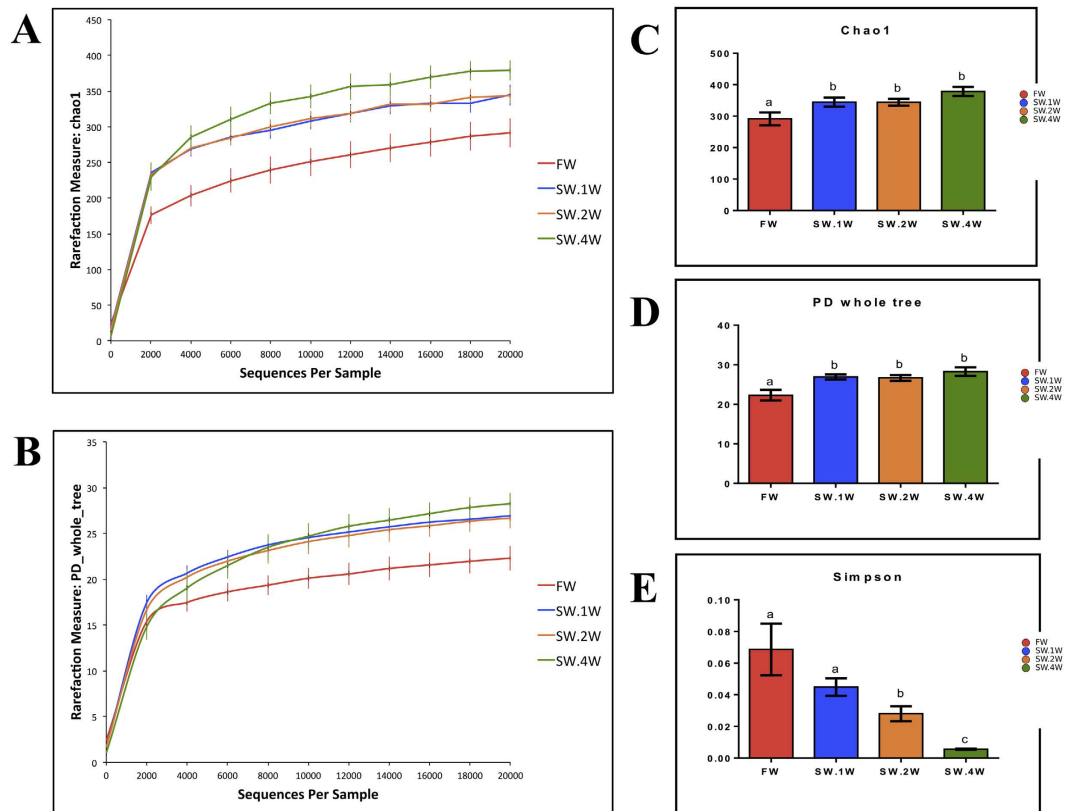 A
450
400
350
300
250
200
150
100
50
0
Rarefaction Measure: chao1
0 2000 4000 6000 8000 10000 12000 14000 16000 18000 20000
Sequences Per Sample
FW
SW.1W
SW.2W
SW.4W
B
35
30
25
20
15
10
5
0
Rarefaction Measure: PD_whole_tree
0 2000 4000 6000 8000 10000 12000 14000 16000 18000 20000
Sequences Per Sample
FW
SW.1W
SW.2W
SW.4W
C
Chao1
500
400
300
200
100
0
a b b b
FW SW.1W SW.2W SW.4W
FW
SW.1W
SW.2W
SW.4W
D
PD whole tree
40
30
20
10
0
a b b b
FW SW.1W SW.2W SW.4W
FW
SW.1W
SW.2W
SW.4W
E
Simpson
0.10
0.08
0.06
0.04
0.02
0.00
a a b c
FW SW.1W SW.2W SW.4W
FW
SW.1W
SW.2W
SW.4W